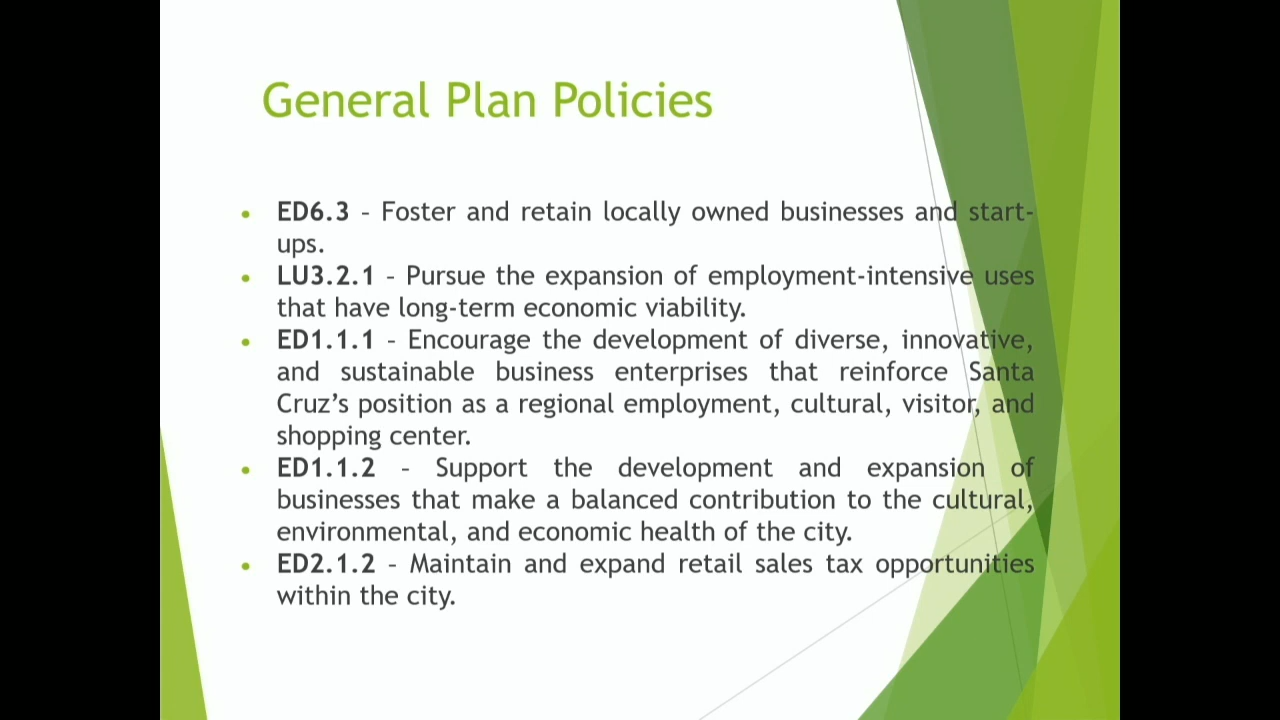 General Plan Policies
• ED6.3 – Foster and retain locally owned businesses and start-
ups.
• LU3.2.1 – Pursue the expansion of employment-intensive uses
that have long-term economic viability.
• ED1.1.1 – Encourage the development of diverse, innovative,
and sustainable business enterprises that reinforce Santa
Cruz’s position as a regional employment, cultural, visitor, and
shopping center.
• ED1.1.2 – Support the development and expansion of
businesses that make a balanced contribution to the cultural,
environmental, and economic health of the city.
• ED2.1.2 – Maintain and expand retail sales tax opportunities
within the city.